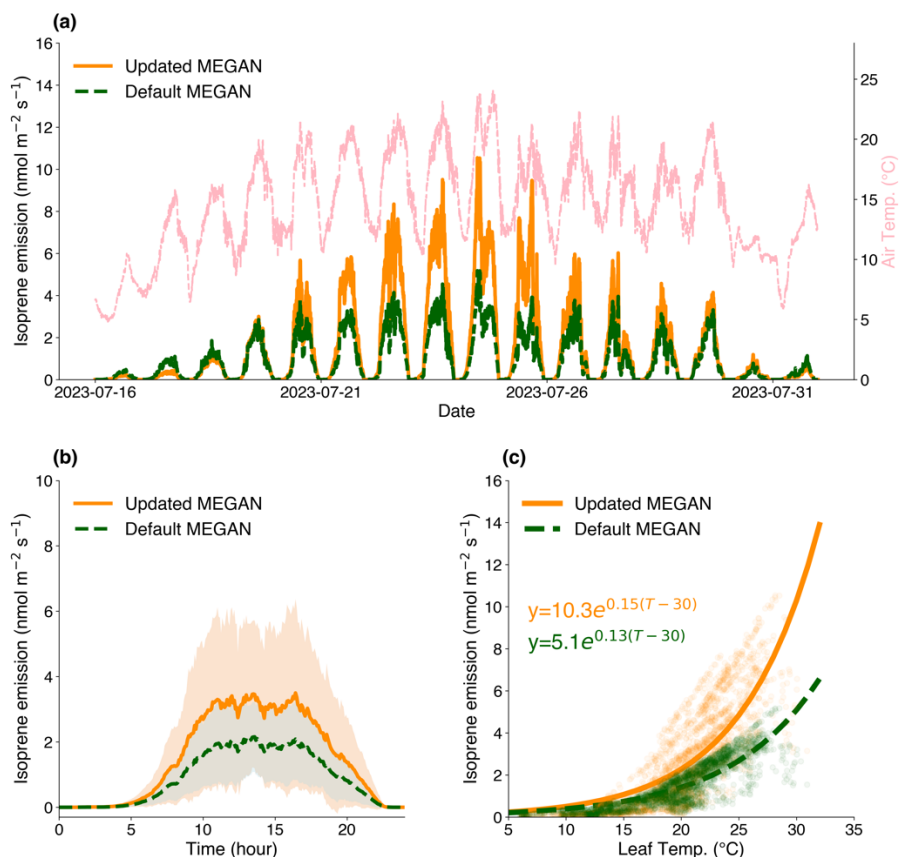 (a)
Updated MEGAN
Default MEGAN
Isoprene emission (nmol m⁻² s⁻¹)
16
14
12
10
8
6
4
2
0
25
20
15
10
5
0
Air Temp. (°C)
2023-07-16 2023-07-21 2023-07-26 2023-07-31
Date
(b)
Updated MEGAN
Default MEGAN
Isoprene emission (nmol m⁻² s⁻¹)
10
8
6
4
2
0
0 5 10 15 20
Time (hour)
(c)
Updated MEGAN
Default MEGAN
y=10.3e^{0.15(T−30)}
y=5.1e^{0.13(T−30)}
Isoprene emission (nmol m⁻² s⁻¹)
16
14
12
10
8
6
4
2
0
5 10 15 20 25 30 35
Leaf Temp. (°C)